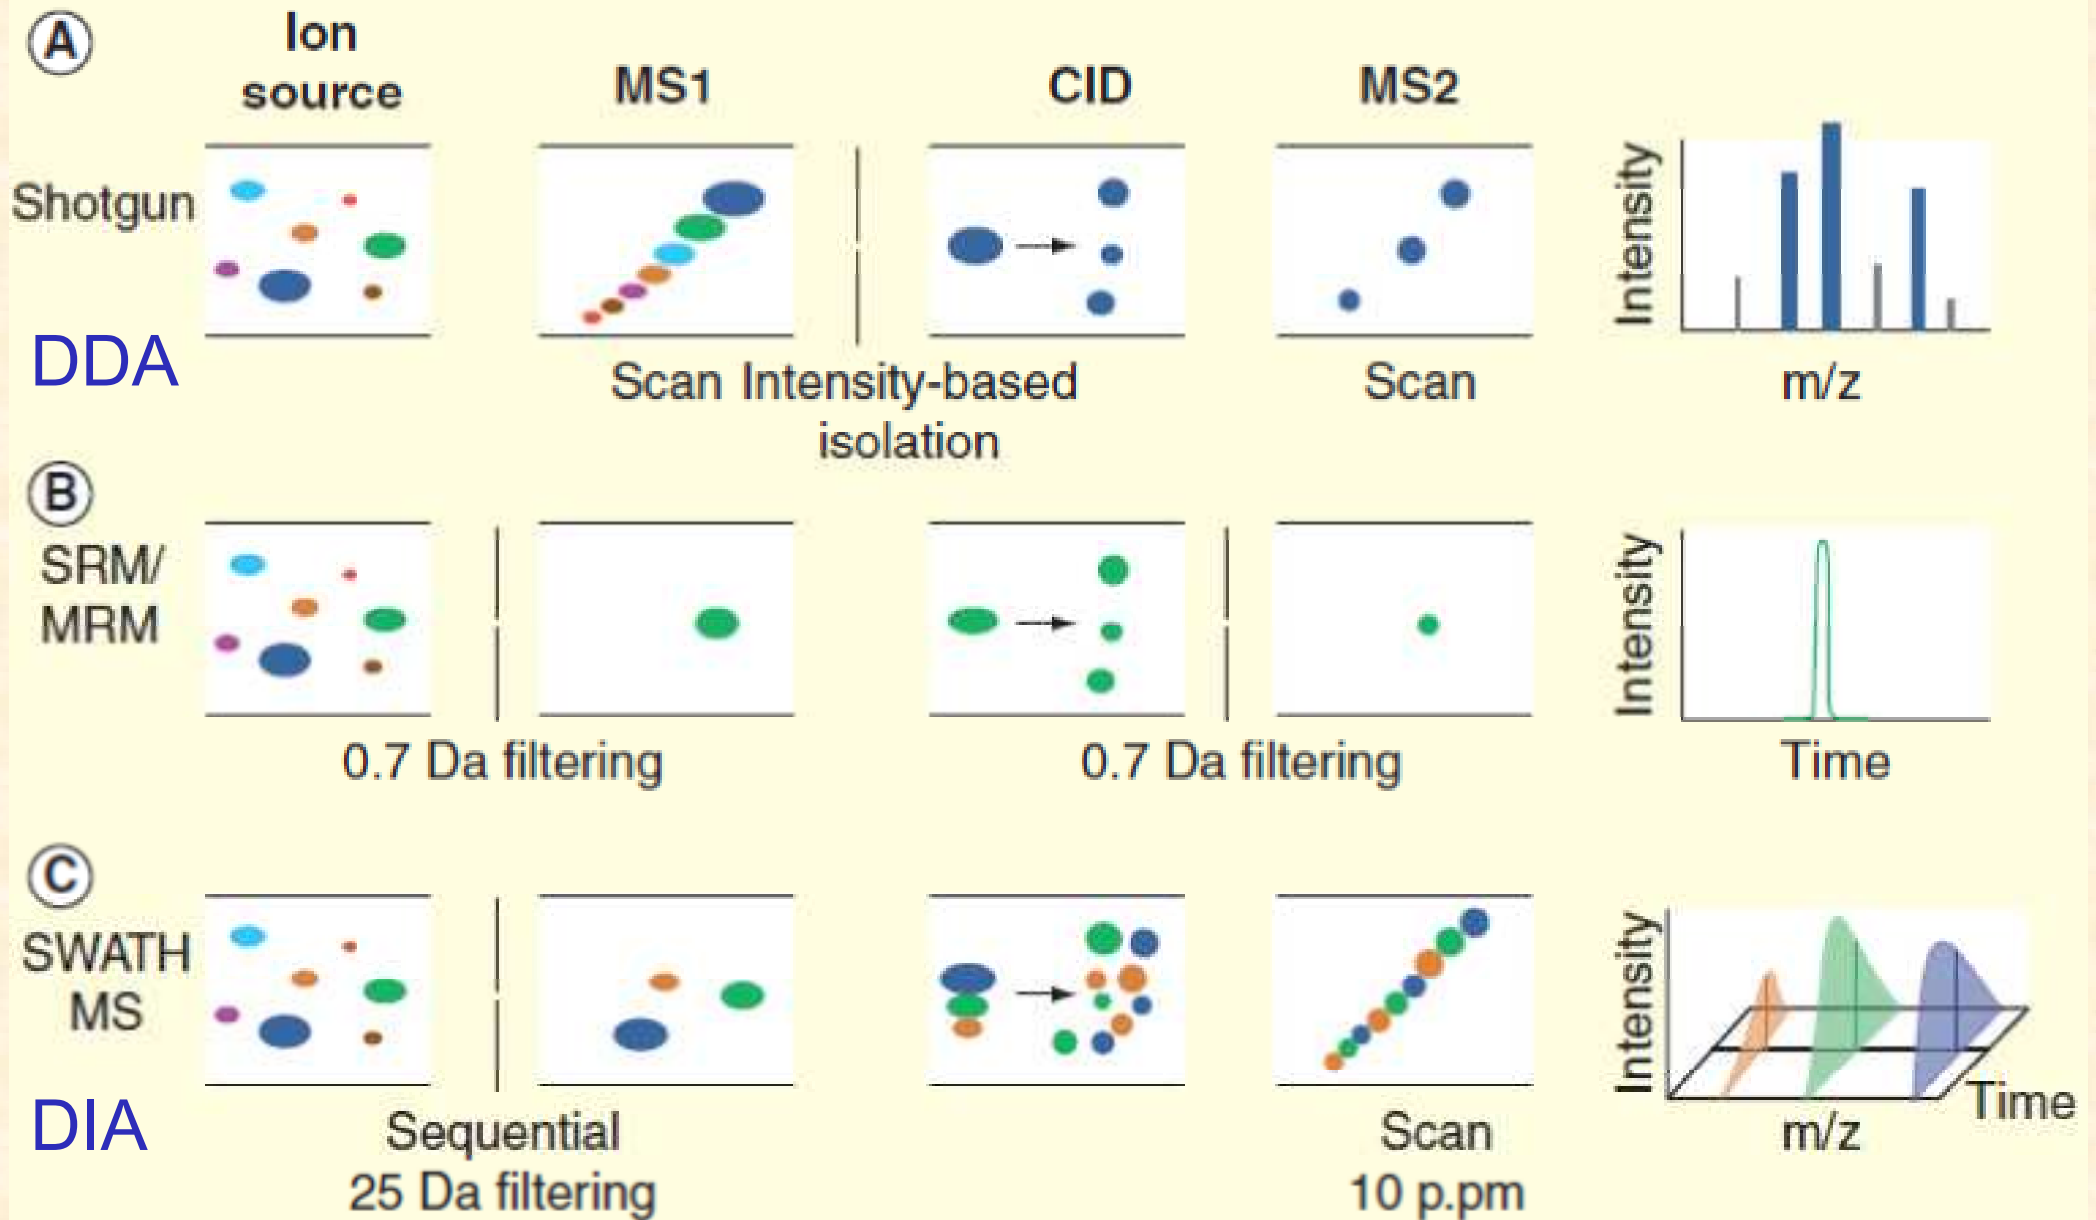 A
Ion
source
MS1
CID
MS2
Shotgun
DDA
Scan
Intensity-based
isolation
Scan
Intensity
m/z
B
SRM/
MRM
0.7 Da filtering
0.7 Da filtering
Intensity
Time
C
SWATH
MS
DIA
Sequential
25 Da filtering
Scan
10 p.pm
Intensity
m/z
Time